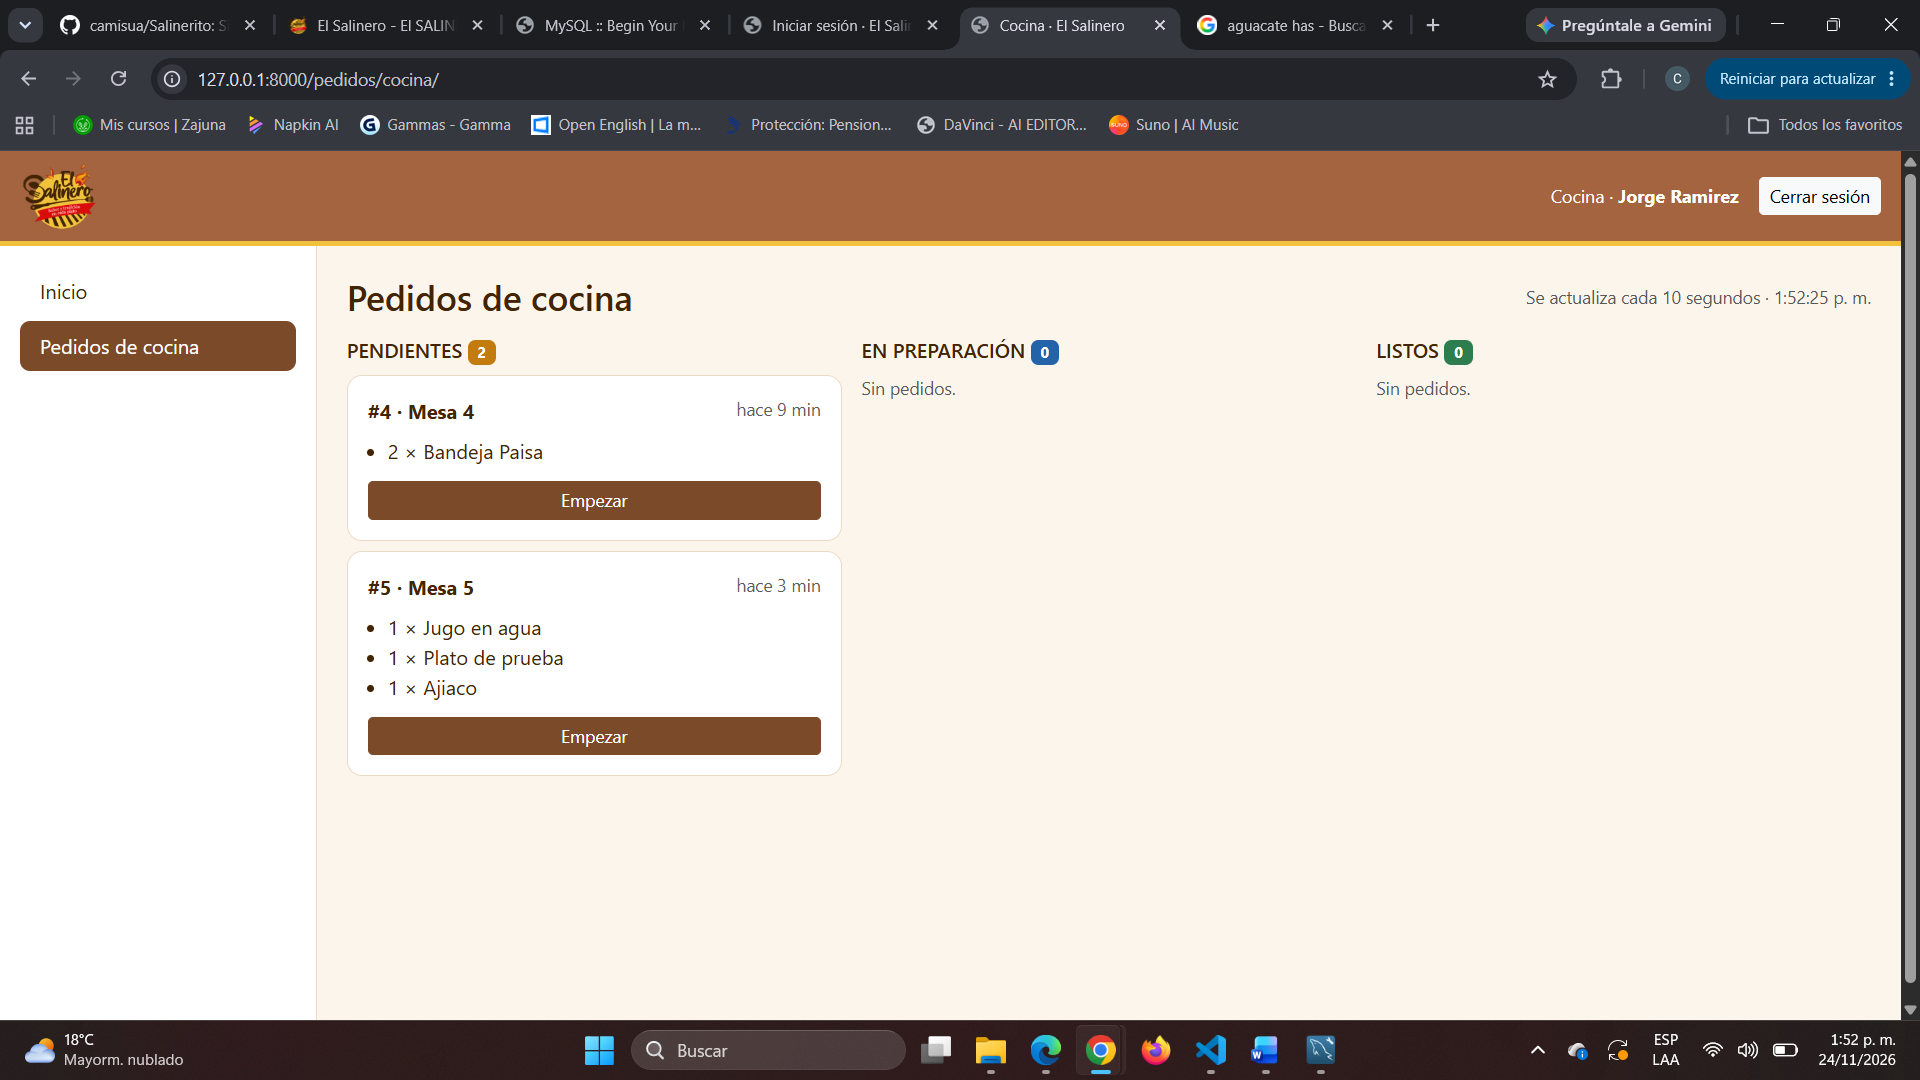 camisua/Salinerito: S
El Salinero - El SALIN
MySQL :: Begin Your
Iniciar sesión · El Sali
Cocina · El Salinero
aguacate has - Busca
Pregúntale a Gemini
127.0.0.1:8000/pedidos/cocina/
C
Reiniciar para actualizar
Mis cursos | Zajuna
Napkin AI
Gammas - Gamma
Open English | La m...
Protección: Pension...
DaVinci - AI EDITOR...
Suno | AI Music
Todos los favoritos
El
Salinero
Cocina · Jorge Ramirez
Cerrar sesión
Inicio
Pedidos de cocina
Pedidos de cocina
Se actualiza cada 10 segundos · 1:52:25 p. m.
PENDIENTES 2
EN PREPARACIÓN 0
LISTOS 0
#4 · Mesa 4
hace 9 min
2 × Bandeja Paisa
Empezar
Sin pedidos.
Sin pedidos.
#5 · Mesa 5
hace 3 min
1 × Jugo en agua
1 × Plato de prueba
1 × Ajiaco
Empezar
18°C
Mayorm. nublado
Buscar
ESP
LAA
1:52 p. m.
24/11/2026